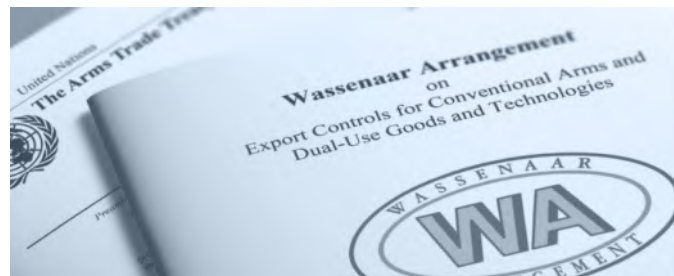 United Nations
The Arms Trade Trea
Wassenaar Arrangement
on
Export Controls for Conventional Arms and
Dual-Use Goods and Technologies
WASSENAAR
WA
GEMENT